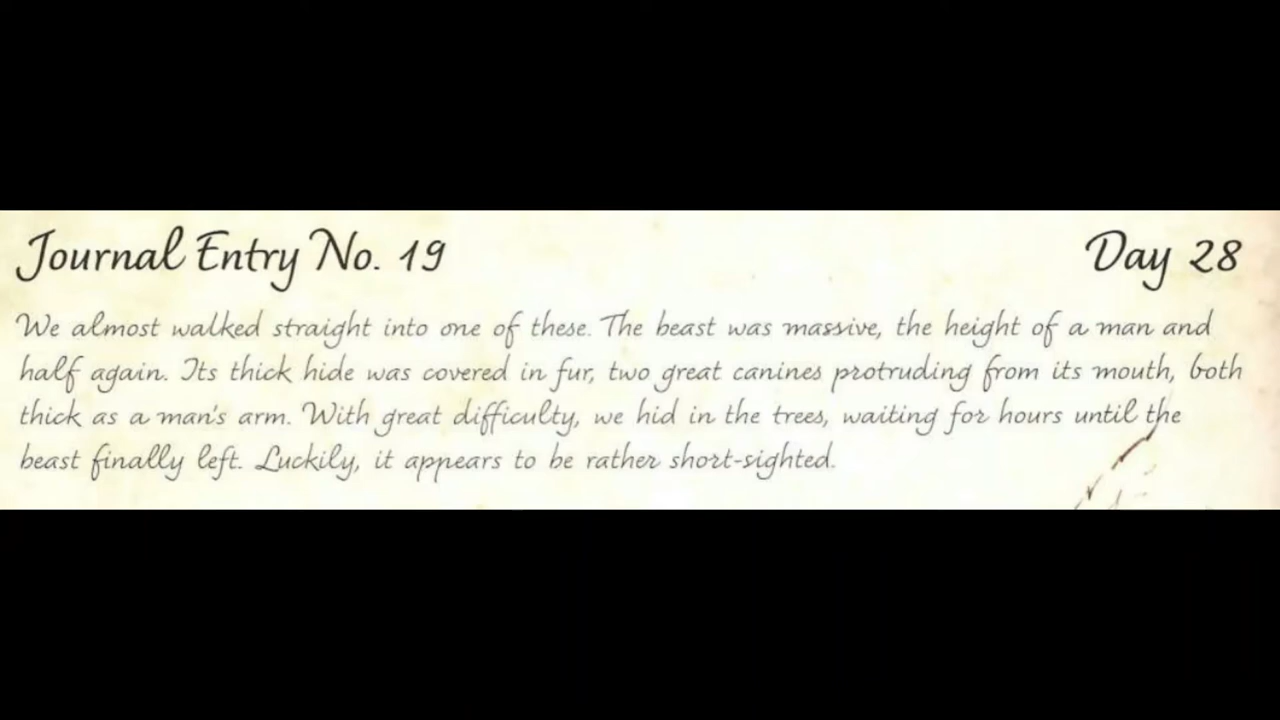 Journal Entry No. 19 Day 28
We almost walked straight into one of these. The beast was massive, the height of a man and
half again. Its thick hide was covered in fur, two great canines protruding from its mouth, both
thick as a man's arm. With great difficulty, we hid in the trees, waiting for hours until the
beast finally left. Luckily, it appears to be rather short-sighted.